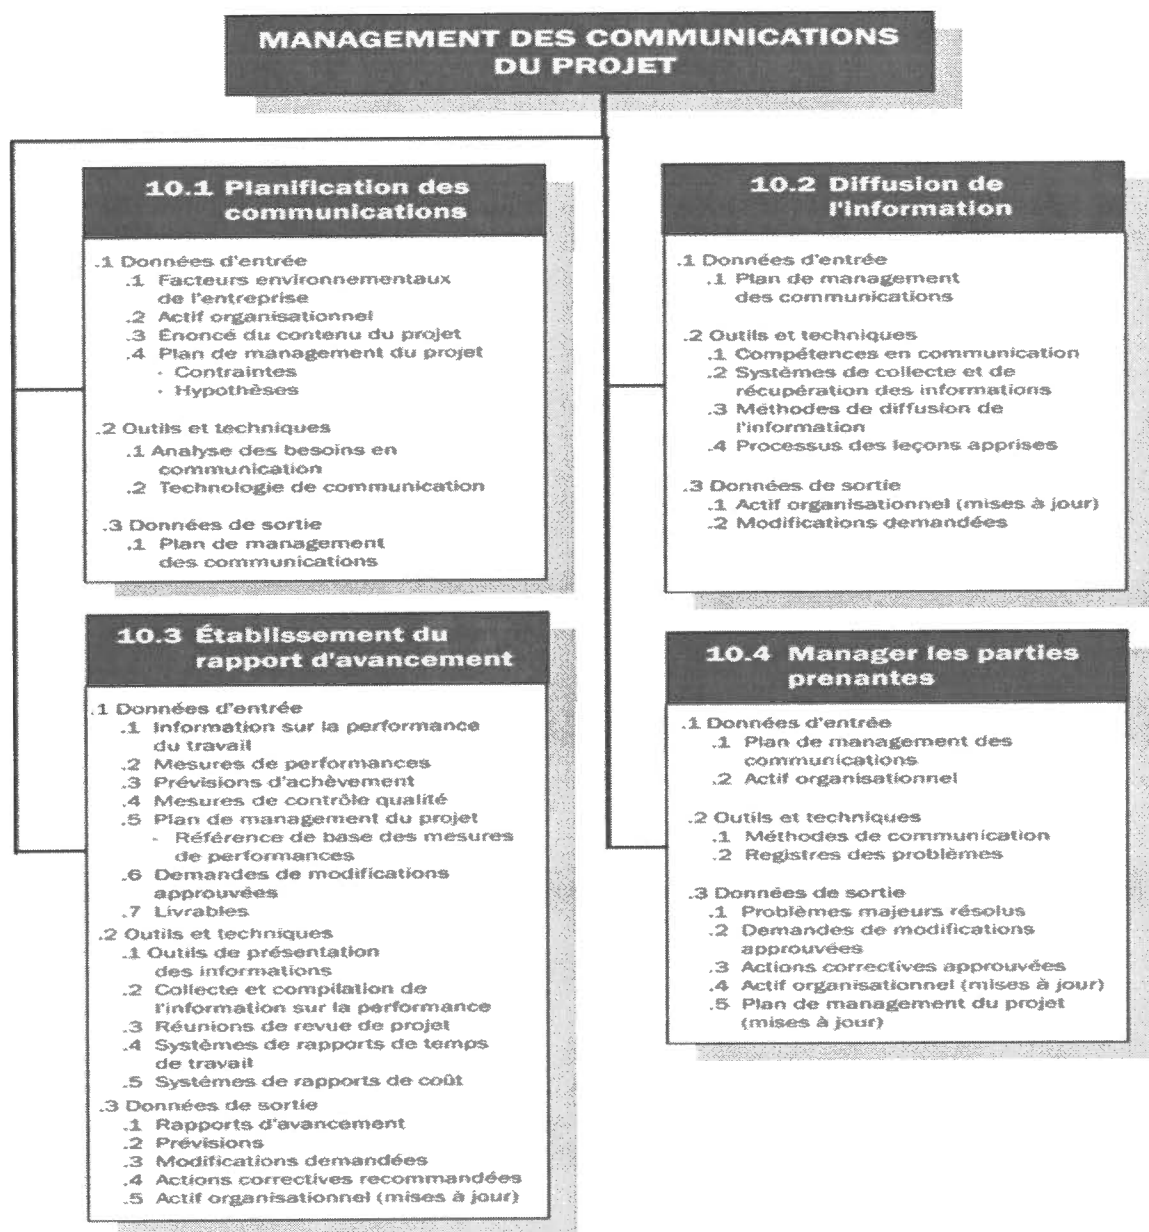 MANAGEMENT DES COMMUNICATIONS
DU PROJET
10.1 Planification des
communications
.1 Données d'entrée
.1 Facteurs environnementaux
de l'entreprise
.2 Actif organisationnel
.3 Énoncé du contenu du projet
.4 Plan de management du projet
- Contraintes
- Hypothèses
.2 Outils et techniques
.1 Analyse des besoins en
communication
.2 Technologie de communication
.3 Données de sortie
.1 Plan de management
des communications
10.2 Diffusion de
l'information
.1 Données d'entrée
.1 Plan de management
des communications
.2 Outils et techniques
.1 Compétences en communication
.2 Systèmes de collecte et de
récupération des informations
.3 Méthodes de diffusion de
l'information
.4 Processus des leçons apprises
.3 Données de sortie
.1 Actif organisationnel (mises à jour)
.2 Modifications demandées
10.3 Établissement du
rapport d'avancement
.1 Données d'entrée
.1 Information sur la performance
du travail
.2 Mesures de performances
.3 Prévisions d'achèvement
.4 Mesures de contrôle qualité
.5 Plan de management du projet
- Référence de base des mesures
de performances
.6 Demandes de modifications
approuvées
.7 Livrables
.2 Outils et techniques
.1 Outils de présentation
des informations
.2 Collecte et compilation de
l'information sur la performance
.3 Réunions de revue de projet
.4 Systèmes de rapports de temps
de travail
.5 Systèmes de rapports de coût
.3 Données de sortie
.1 Rapports d'avancement
.2 Prévisions
.3 Modifications demandées
.4 Actions correctives recommandées
.5 Actif organisationnel (mises à jour)
10.4 Manager les parties
prenantes
.1 Données d'entrée
.1 Plan de management des
communications
.2 Actif organisationnel
.2 Outils et techniques
.1 Méthodes de communication
.2 Registres des problèmes
.3 Données de sortie
.1 Problèmes majeurs résolus
.2 Demandes de modifications
approuvées
.3 Actions correctives approuvées
.4 Actif organisationnel (mises à jour)
.5 Plan de management du projet
(mises à jour)